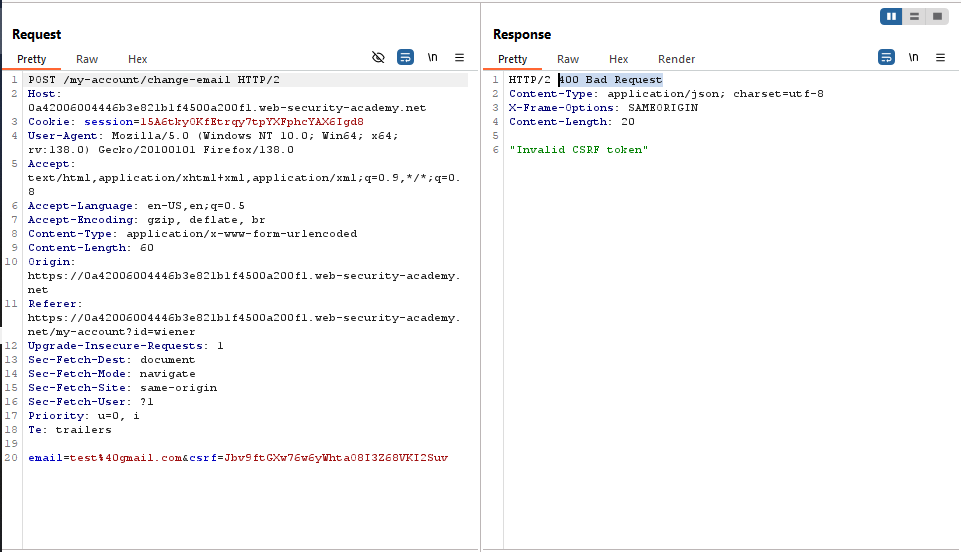 Request
Pretty Raw Hex
\n
1 POST /my-account/change-email HTTP/2
2 Host:
0a42006004446b3e821b1f4500a200f1.web-security-academy.net
3 Cookie: session=15A6tkyOKfEtrqy7tpYXFphcYAX6Igd8
4 User-Agent: Mozilla/5.0 (Windows NT 10.0; Win64; x64;
rv:138.0) Gecko/20100101 Firefox/138.0
5 Accept:
text/html,application/xhtml+xml,application/xml;q=0.9,*/*;q=0.
8
6 Accept-Language: en-US,en;q=0.5
7 Accept-Encoding: gzip, deflate, br
8 Content-Type: application/x-www-form-urlencoded
9 Content-Length: 60
10 Origin:
https://0a42006004446b3e821b1f4500a200f1.web-security-academy.
net
11 Referer:
https://0a42006004446b3e821b1f4500a200f1.web-security-academy.
net/my-account?id=wiener
12 Upgrade-Insecure-Requests: 1
13 Sec-Fetch-Dest: document
14 Sec-Fetch-Mode: navigate
15 Sec-Fetch-Site: same-origin
16 Sec-Fetch-User: ?1
17 Priority: u=0, i
18 Te: trailers
19
20 email=test%40gmail.com&csrf=Jbv9ftGXw76w6yWhta08I3Z68VKI2Suv
Response
Pretty Raw Hex Render
\n
1 HTTP/2 400 Bad Request
2 Content-Type: application/json; charset=utf-8
3 X-Frame-Options: SAMEORIGIN
4 Content-Length: 20
5
6 "Invalid CSRF token"